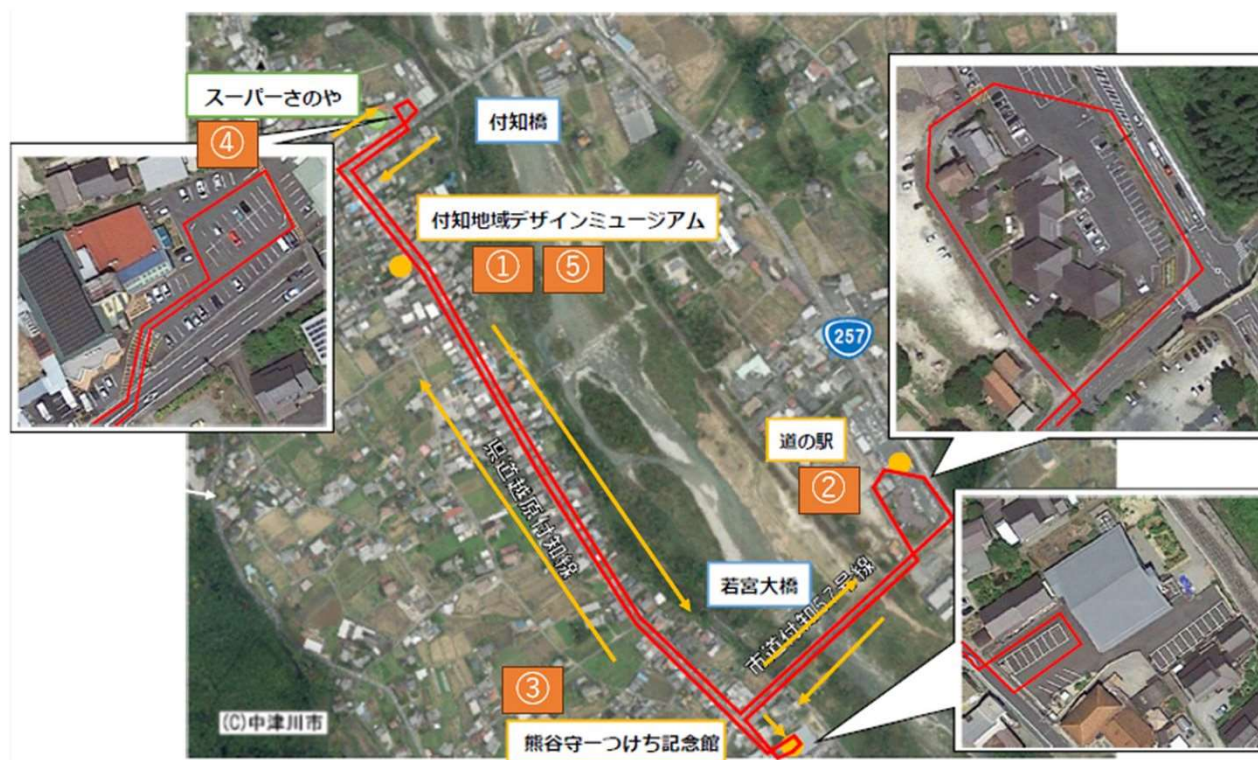 スーパーさのや
④
付知橋
付知地域デザインミュージアム
① ⑤
257
道の駅
②
県道越原付知線
若宮大橋
市道付知57号線
③
熊谷守一つけち記念館
(C)中津川市